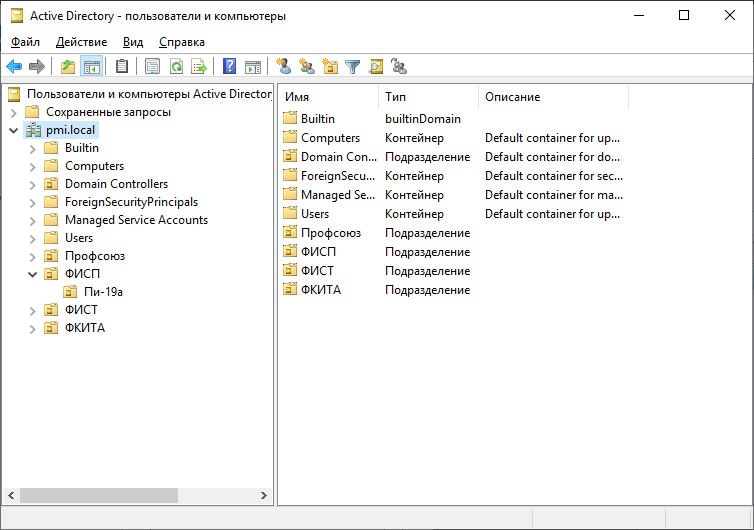 Active Directory - пользователи и компьютеры
Файл Действие Вид Справка
Пользователи и компьютеры Active Directory
Сохраненные запросы
pmi.local
Builtin
Computers
Domain Controllers
ForeignSecurityPrincipals
Managed Service Accounts
Users
Профсоюз
ФИСП
Пи-19а
ФИСТ
ФКИТА
Имя Тип Описание
Builtin builtinDomain
Computers Контейнер Default container for up...
Domain Con... Подразделение Default container for do...
ForeignSecu... Контейнер Default container for sec...
Managed Se... Контейнер Default container for ma...
Users Контейнер Default container for up...
Профсоюз Подразделение
ФИСП Подразделение
ФИСТ Подразделение
ФКИТА Подразделение